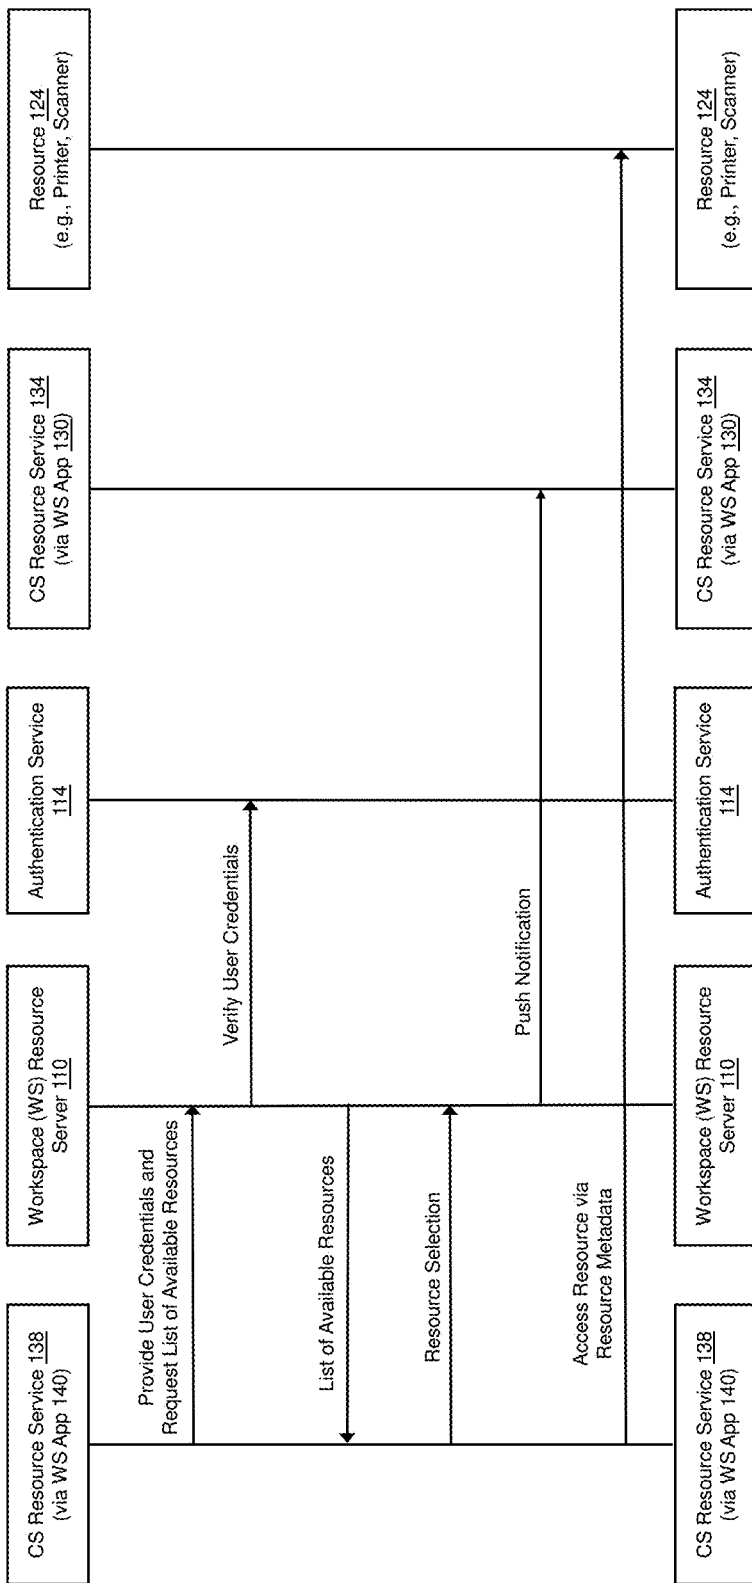 CS Resource Service 138
(via WS App 140)
Workspace (WS) Resource
Server 110
Authentication Service
114
CS Resource Service 134
(via WS App 130)
Resource 124
(e.g., Printer, Scanner)
Provide User Credentials and
Request List of Available Resources
Verify User Credentials
List of Available Resources
Resource Selection
Push Notification
Access Resource via
Resource Metadata
CS Resource Service 138
(via WS App 140)
Workspace (WS) Resource
Server 110
Authentication Service
114
CS Resource Service 134
(via WS App 130)
Resource 124
(e.g., Printer, Scanner)